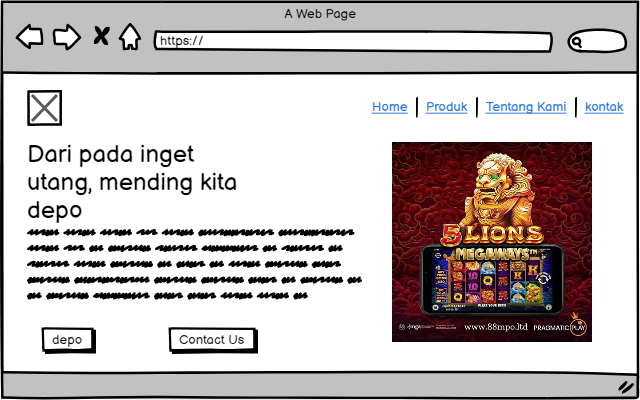 A Web Page
https://
Home
Produk
Tentang Kami
kontak
Dari pada inget
utang, mending kita
depo
depo
Contact Us
5 LIONS
MEGAWAYS
www.88mpo.ltd
PRAGMATIC PLAY